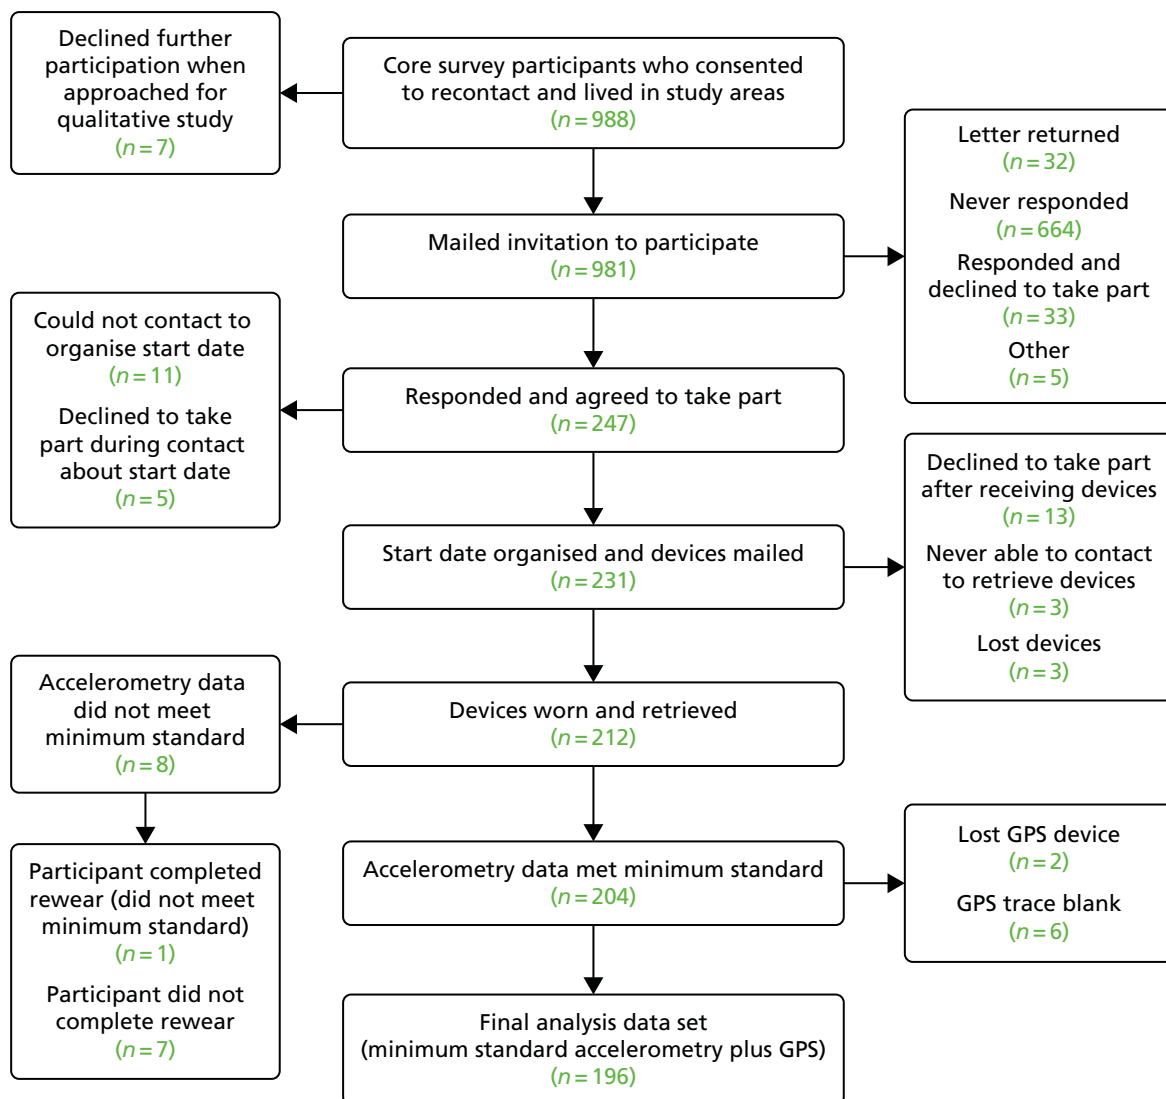 Declined further
participation when
approached for
qualitative study
(n = 7)
Core survey participants who consented
to recontact and lived in study areas
(n = 988)
Letter returned
(n = 32)
Never responded
(n = 664)
Responded and
declined to take part
(n = 33)
Other
(n = 5)
Mailed invitation to participate
(n = 981)
Could not contact to
organise start date
(n = 11)
Declined to take
part during contact
about start date
(n = 5)
Responded and agreed to take part
(n = 247)
Declined to take part
after receiving devices
(n = 13)
Never able to contact
to retrieve devices
(n = 3)
Lost devices
(n = 3)
Start date organised and devices mailed
(n = 231)
Accelerometry data
did not meet
minimum standard
(n = 8)
Devices worn and retrieved
(n = 212)
Participant completed
rewear (did not meet
minimum standard)
(n = 1)
Participant did not
complete rewear
(n = 7)
Accelerometry data met minimum standard
(n = 204)
Lost GPS device
(n = 2)
GPS trace blank
(n = 6)
Final analysis data set
(minimum standard accelerometry plus GPS)
(n = 196)